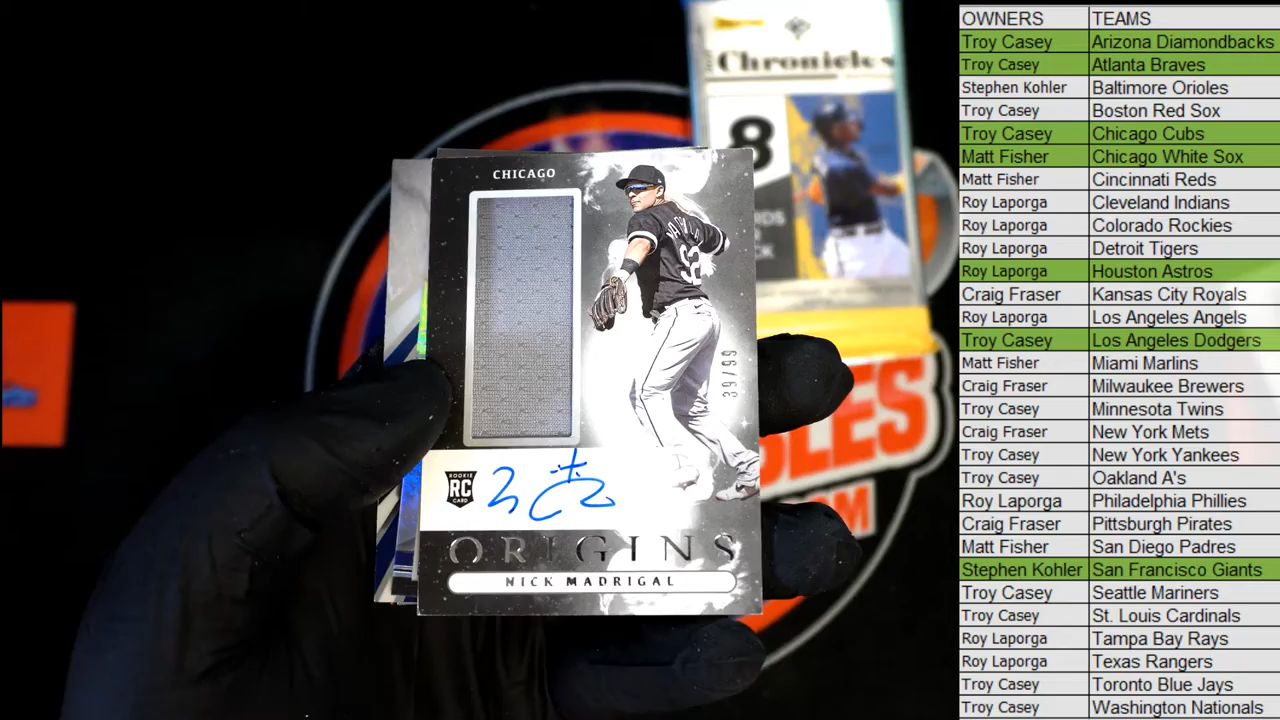 Chronicles
8
CHICAGO
MADRIGAL
39/99
ROOKIE
RC
CARD
ORIGINS
NICK MADRIGAL
OWNERS TEAMS
Troy Casey Arizona Diamondbacks
Troy Casey Atlanta Braves
Stephen Kohler Baltimore Orioles
Troy Casey Boston Red Sox
Troy Casey Chicago Cubs
Matt Fisher Chicago White Sox
Matt Fisher Cincinnati Reds
Roy Laporga Cleveland Indians
Roy Laporga Colorado Rockies
Roy Laporga Detroit Tigers
Roy Laporga Houston Astros
Craig Fraser Kansas City Royals
Roy Laporga Los Angeles Angels
Troy Casey Los Angeles Dodgers
Matt Fisher Miami Marlins
Craig Fraser Milwaukee Brewers
Troy Casey Minnesota Twins
Craig Fraser New York Mets
Troy Casey New York Yankees
Troy Casey Oakland A's
Roy Laporga Philadelphia Phillies
Craig Fraser Pittsburgh Pirates
Matt Fisher San Diego Padres
Stephen Kohler San Francisco Giants
Troy Casey Seattle Mariners
Troy Casey St. Louis Cardinals
Roy Laporga Tampa Bay Rays
Roy Laporga Texas Rangers
Troy Casey Toronto Blue Jays
Troy Casey Washington Nationals